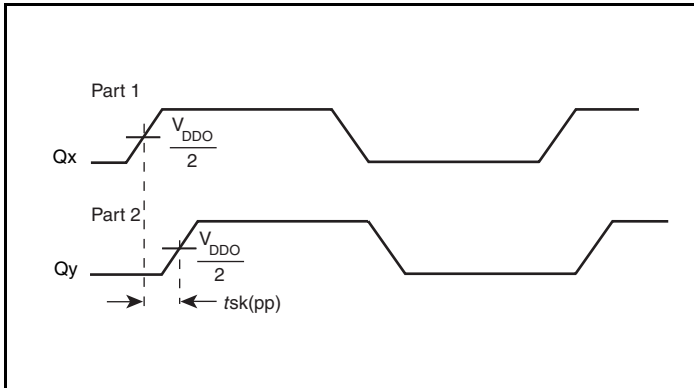 Part 1
V DDO
2
Qx
Part 2
V DDO
2
Qy
tsk(pp)